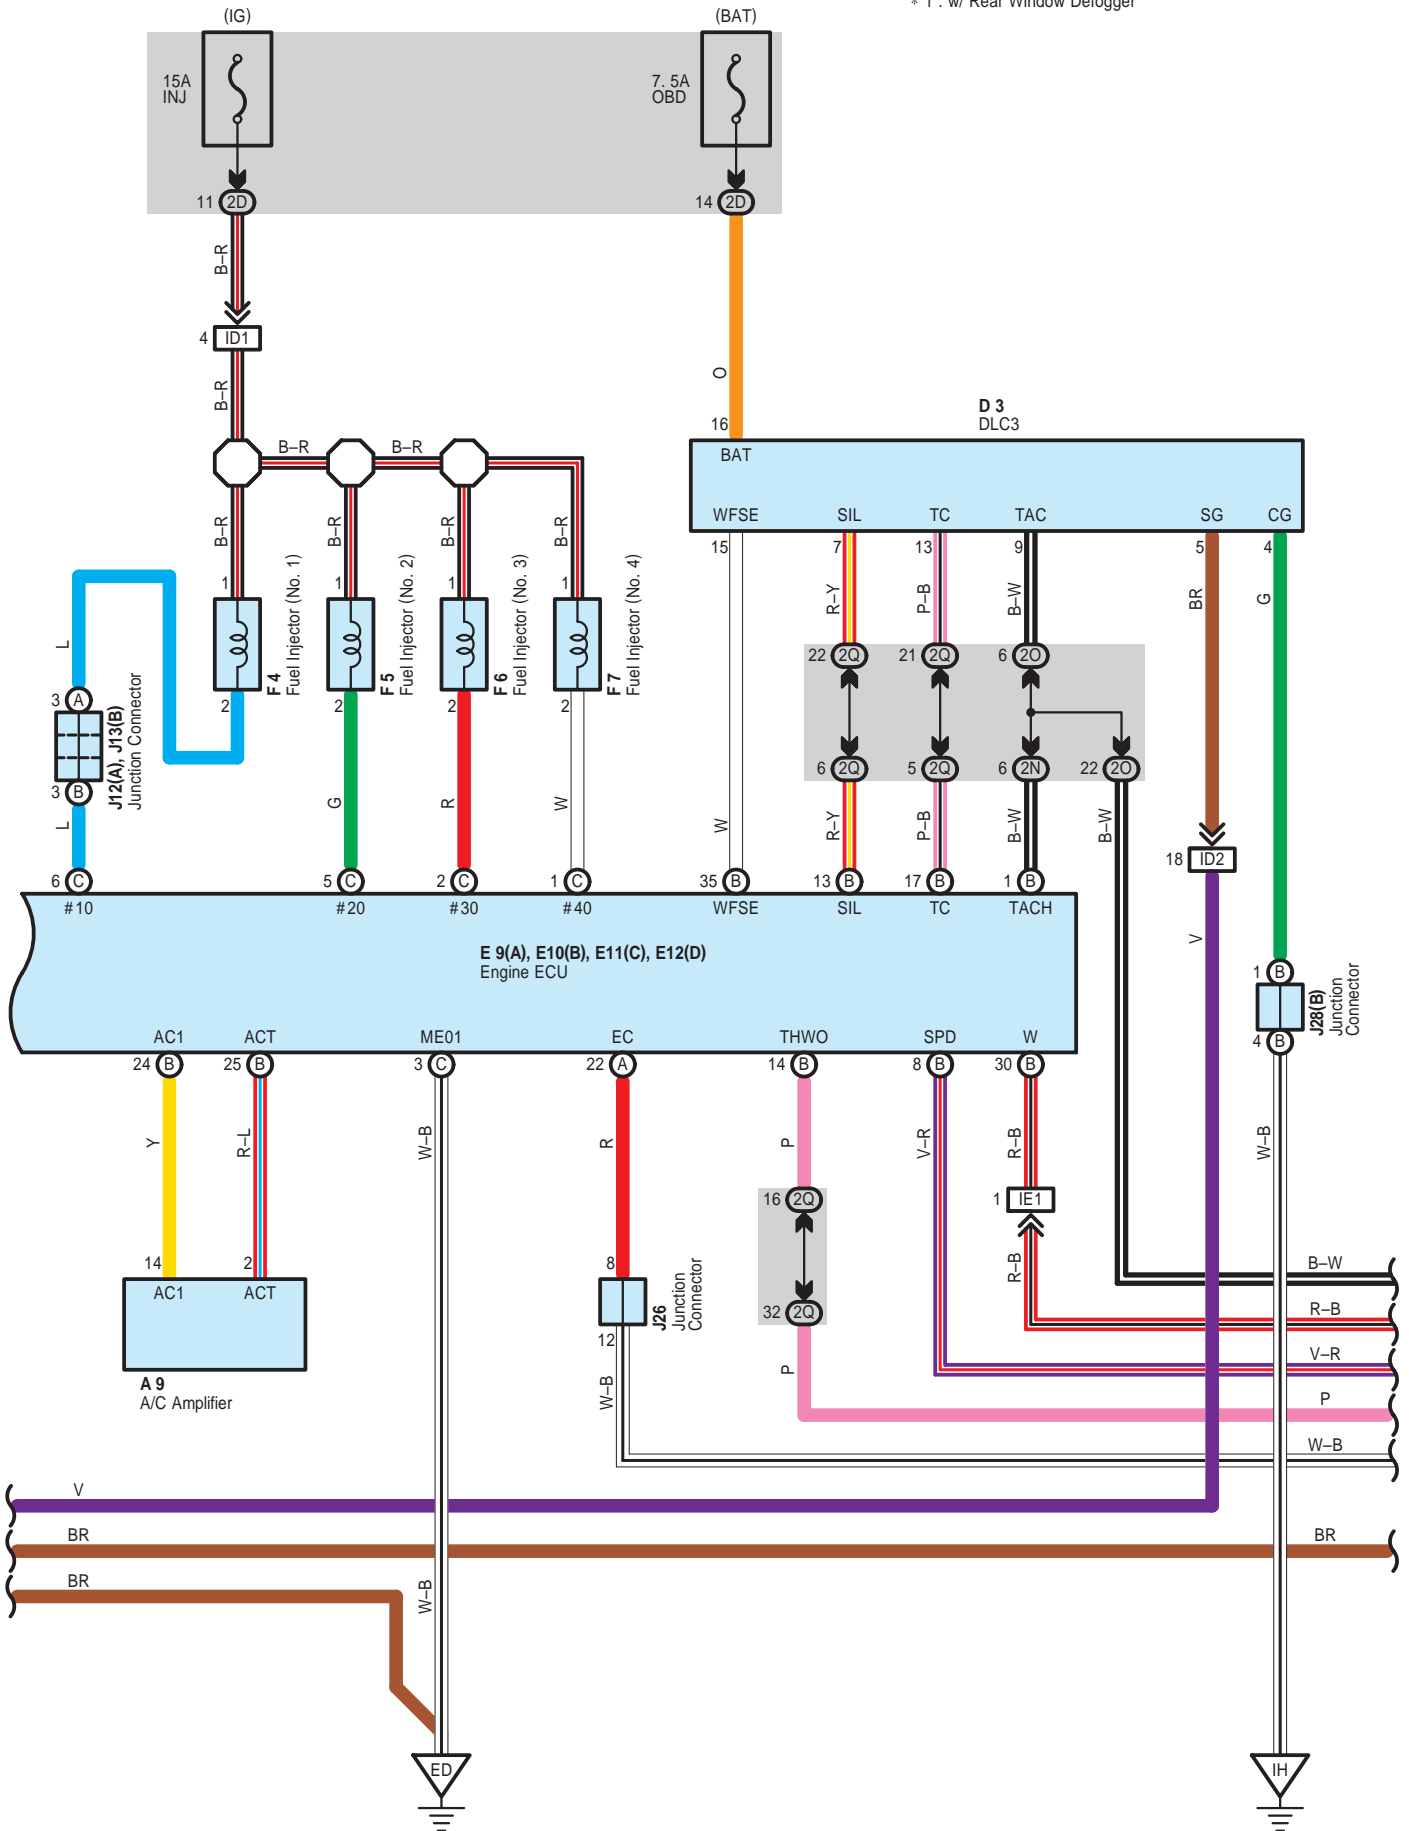 * 1 : w/ Rear Window Defogger
(IG)
(BAT)
15A
INJ
7. 5A
OBD
11 2D
14 2D
B–R
4 ID1
B–R
O
B–R
B–R
16
D 3
DLC3
BAT
WFSE
SIL
TC
TAC
SG
CG
15
7
13
9
5
4
B–R
B–R
B–R
B–R
1
1
1
1
R–Y
P–B
B–W
BR
G
F 4
Fuel Injector (No. 1)
F 5
Fuel Injector (No. 2)
F 6
Fuel Injector (No. 3)
F 7
Fuel Injector (No. 4)
L
22 2Q
21 2Q
6 2O
3 A
2
2
2
2
J12(A), J13(B)
Junction Connector
6 2Q
5 2Q
6 2N
22 2O
3 B
L
G
R
W
W
R–Y
P–B
B–W
B–W
18 ID2
6 C
5 C
2 C
1 C
35 B
13 B
17 B
1 B
#10
#20
#30
#40
WFSE
SIL
TC
TACH
V
E 9(A), E10(B), E11(C), E12(D)
Engine ECU
1 B
J28(B)
Junction
Connector
4 B
AC1
ACT
ME01
EC
THWO
SPD
W
24 B
25 B
3 C
22 A
14 B
8 B
30 B
Y
R–L
W–B
R
P
V–R
R–B
W–B
16 2Q
1 IE1
R–B
14
2
8
AC1
ACT
J26
Junction
Connector
32 2Q
12
B–W
R–B
V–R
P
W–B
A 9
A/C Amplifier
W–B
P
V
BR
BR
BR
W–B
ED
IH